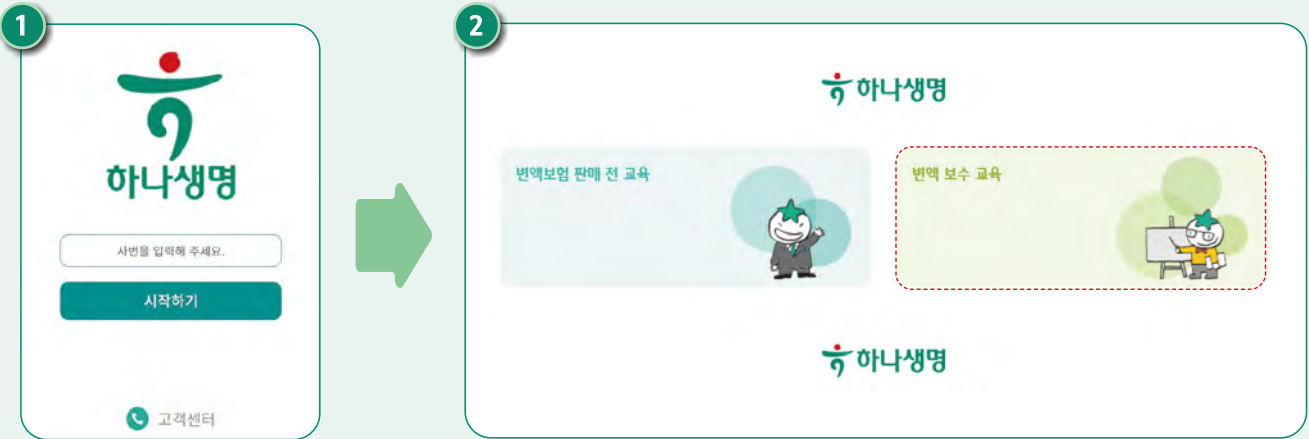 1
하나생명
사번을 입력해 주세요.
시작하기
고객센터
2
하나생명
변액보험 판매 전 교육
변액 보수 교육
하나생명